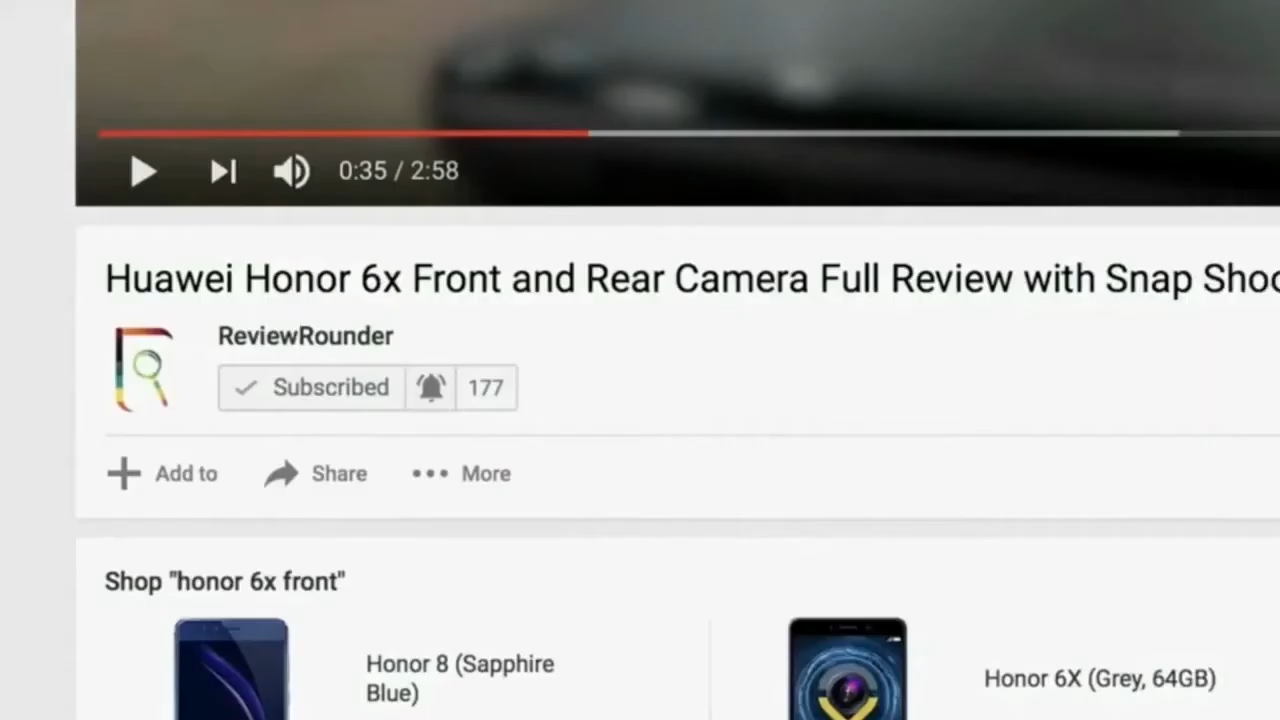 0:35 / 2:58
Huawei Honor 6x Front and Rear Camera Full Review with Snap Shoo
ReviewRounder
Subscribed 177
Add to Share More
Shop "honor 6x front"
Honor 8 (Sapphire
Blue)
Honor 6X (Grey, 64GB)